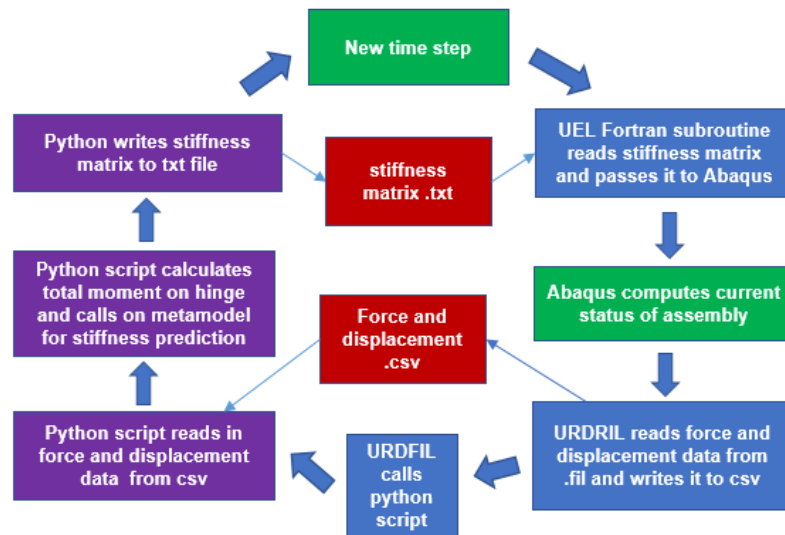 New time step
Python writes stiffness
matrix to txt file
stiffness
matrix .txt
UEL Fortran subroutine
reads stiffness matrix
and passes it to Abaqus
Python script calculates
total moment on hinge
and calls on metamodel
for stiffness prediction
Force and
displacement
.csv
Abaqus computes current
status of assembly
Python script reads in
force and displacement
data from csv
URDFIL
calls
python
script
URDRIL reads force and
displacement data from
.fil and writes it to csv